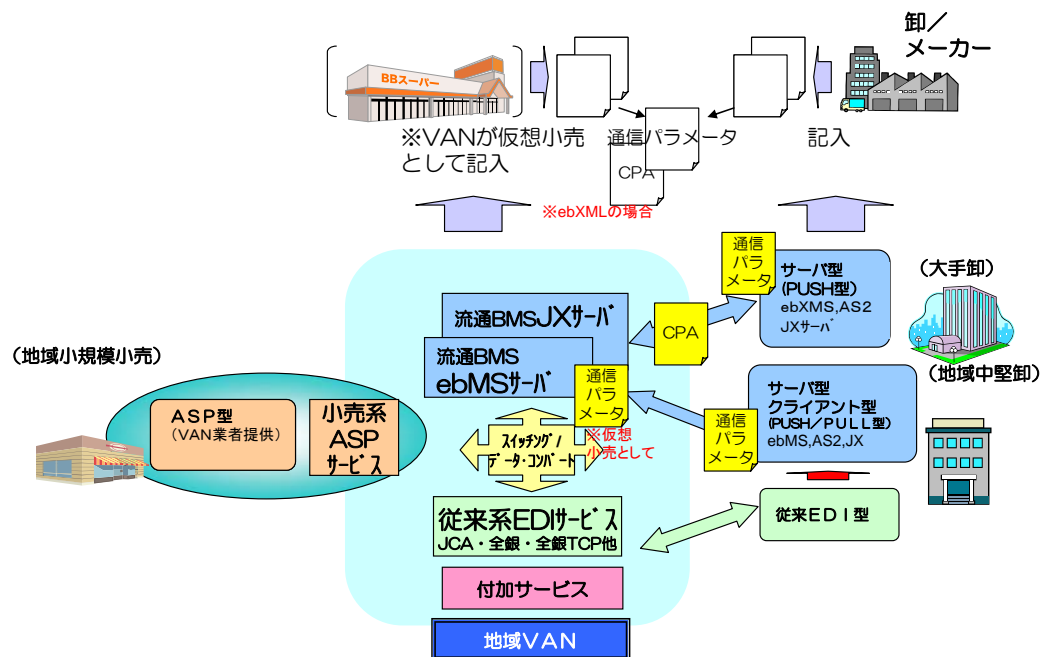 卸／
メーカー
BBスーパー
※VANが仮想小売
として記入
通信パラメータ
記入
CPA
※ebXMLの場合
通信
パラ
メータ
サーバ型
(PUSH型)
ebXMS,AS2
JXサーバ
（大手卸）
流通BMSJXサーバ
CPA
流通BMS
ebMSサーバ
（地域小規模小売）
（地域中堅卸）
通信
パラ
メータ
サーバ型
クライアント型
(PUSH／PULL型)
ebMS,AS2,JX
通信
パラ
メータ
ASP型
（VAN業者提供）
小売系
ASP
サービス
スイッチング／
データ・コンバート
※仮想
小売として
従来系EDIサービス
JCA・全銀・全銀TCP他
従来ＥＤＩ型
付加サービス
地域ＶＡＮ